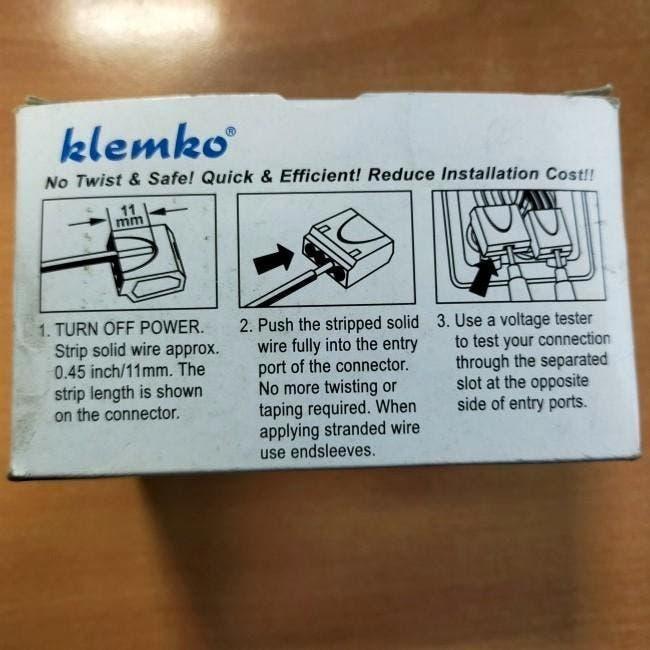 klemko®
No Twist & Safe! Quick & Efficient! Reduce Installation Cost!!
11
mm
1. TURN OFF POWER.
Strip solid wire approx.
0.45 inch/11mm. The
strip length is shown
on the connector.
2. Push the stripped solid
wire fully into the entry
port of the connector.
No more twisting or
taping required. When
applying stranded wire
use endsleeves.
3. Use a voltage tester
to test your connection
through the separated
slot at the opposite
side of entry ports.